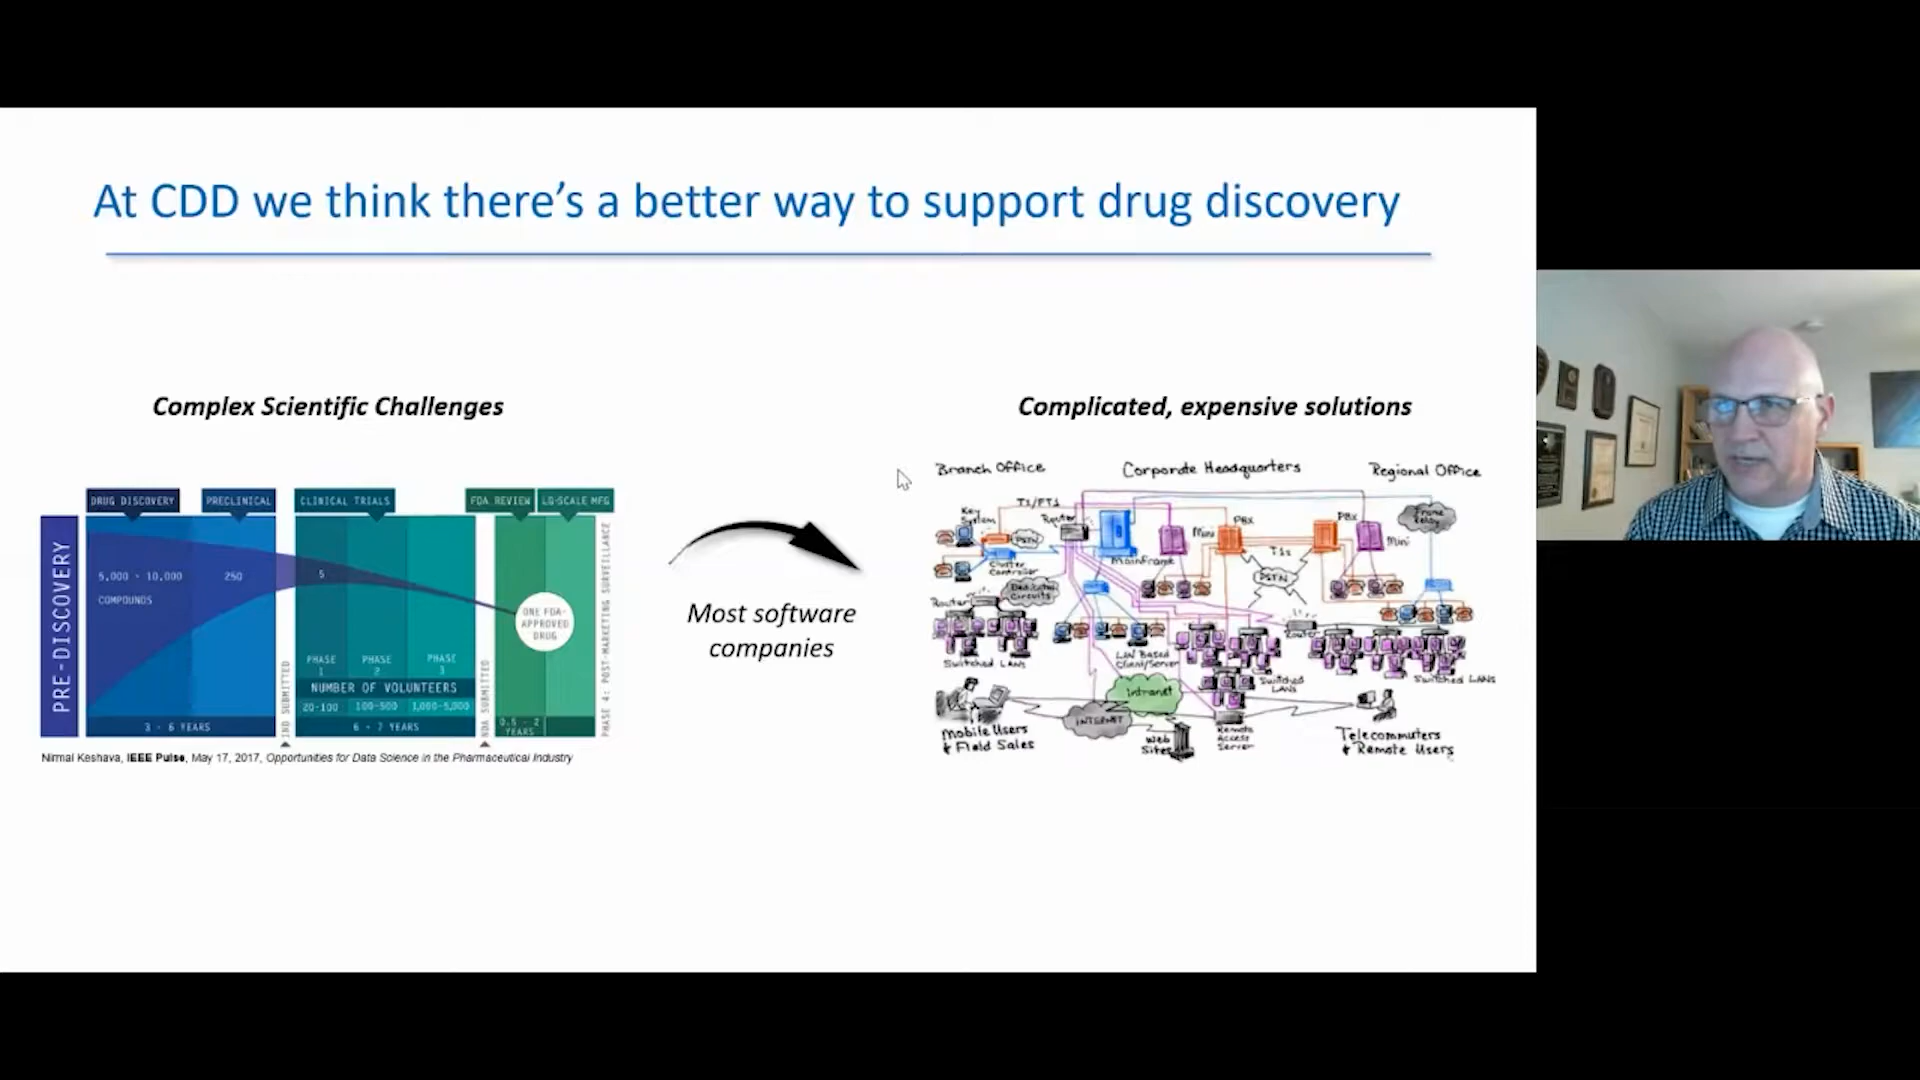 At CDD we think there's a better way to support drug discovery
Complex Scientific Challenges
DRUG DISCOVERY
PRECLINICAL
CLINICAL TRIALS
FDA REVIEW
LG-SCALE MFG
PRE-DISCOVERY
5,000 - 10,000
COMPOUNDS
250
5
ONE FDA-
APPROVED
DRUG
PHASE
1
PHASE
2
PHASE
3
NUMBER OF VOLUNTEERS
20-100
100-500
1,000-5,000
3 - 6 YEARS
IND SUBMITTED
6 - 7 YEARS
NDA SUBMITTED
0.5 - 2
YEARS
PHASE 4: POST-MARKETING SURVEILLANCE
Nirmal Keshava, IEEE Pulse, May 17, 2017, Opportunities for Data Science in the Pharmaceutical Industry
Most software
companies
Complicated, expensive solutions
Branch Office
Corporate Headquarters
Regional Office
T1/FT1
Key
System
Router
PSTN
Cluster
Controller
Mainframe
Mini
PBX
T1s
PSTN
PBX
Mini
Frame
Relay
Dedicated
Circuits
Router
Switched LANs
LAN Based
Client/Server
Switched
LANs
Router
Switched LANs
Intranet
INTERNET
Mobile Users
& Field Sales
Web
Sites
Remote
Access
Server
Telecommuters
& Remote Users